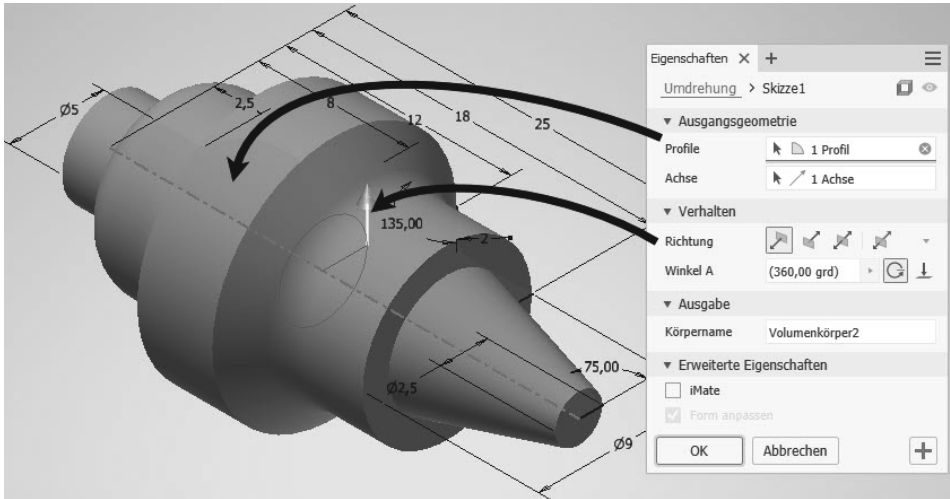 Ø5
2,5
8
12
18
25
135,00
2
75,00
Ø2,5
Ø9
Eigenschaften × +
Umdrehung > Skizze1
Ausgangsgeometrie
Profile 1 Profil
Achse 1 Achse
Verhalten
Richtung
Winkel A (360,00 grd)
Ausgabe
Körpername Volumenkörper2
Erweiterte Eigenschaften
iMate
Form anpassen
OK Abbrechen +